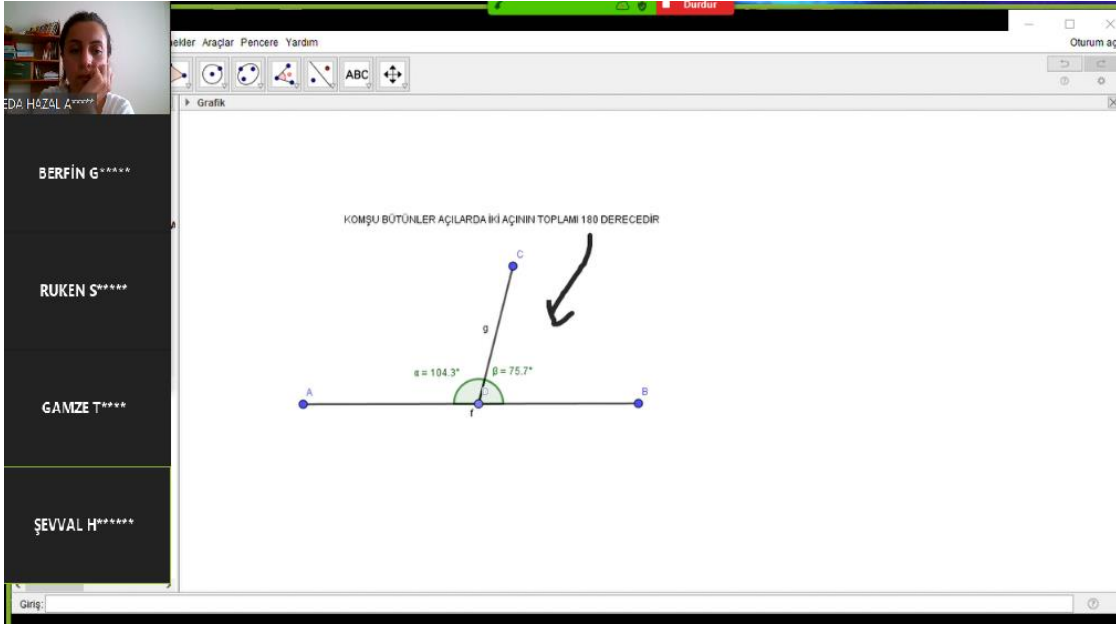 Durdur
ekler Araçlar Pencere Yardım
Oturum aç
ABC
Grafik
EDA HAZAL A*****
BERFİN G*****
RUKEN S*****
GAMZE T****
ŞEVVAL H******
KOMŞU BÜTÜNLER AÇILARDA İKİ AÇININ TOPLAMI 180 DERECEDİR
C
g
α = 104.3°
β = 75.7°
A
D
B
f
Giriş: